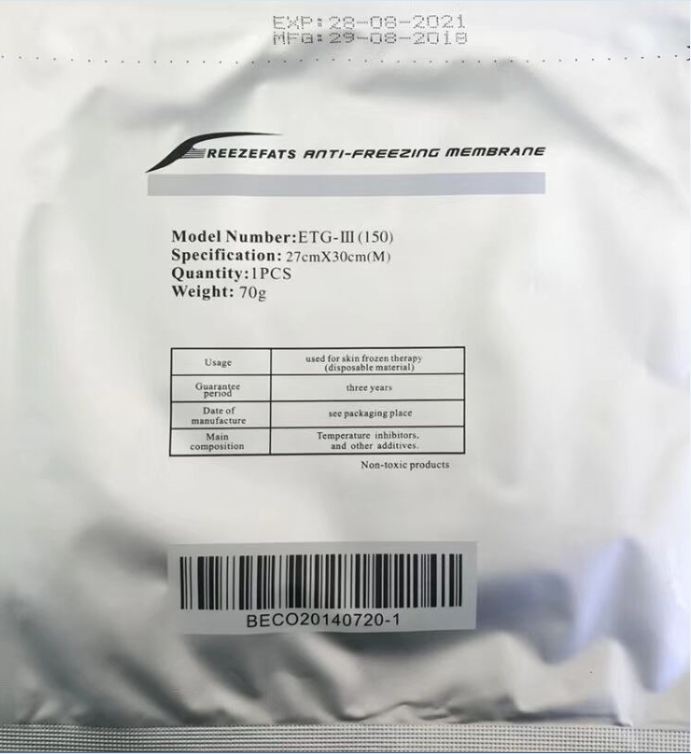 EXP:28-08-2021
MFG:29-08-2018
FREEZEFATS ANTI-FREEZING MEMBRANE
Model Number:ETG-III(150)
Specification: 27cmX30cm(M)
Quantity:1PCS
Weight: 70g
Usage
used for skin frozen therapy
(disposable material)
Guarantee
period
three years
Date of
manufacture
see packaging place
Main
composition
Temperature inhibitors,
and other additives.
Non-toxic products
BECO20140720-1